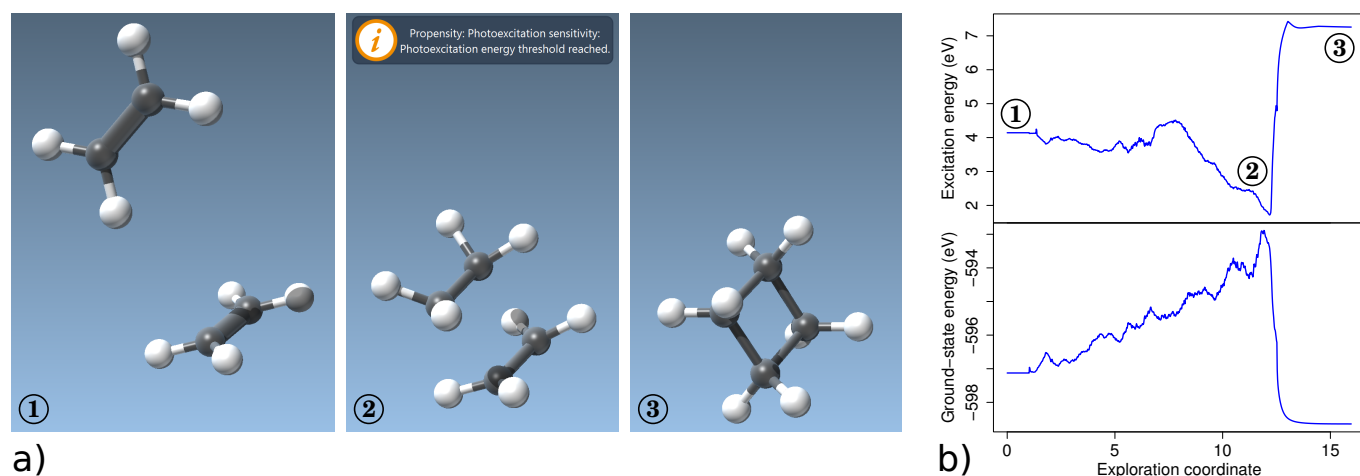 i
Propensity: Photoexcitation sensitivity:
Photoexcitation energy threshold reached.
1
2
3
a)
Excitation energy (eV)
7
6
5
4
3
2
1
2
3
Ground−state energy (eV)
−594
−596
−598
0
5
10
15
Exploration coordinate
b)